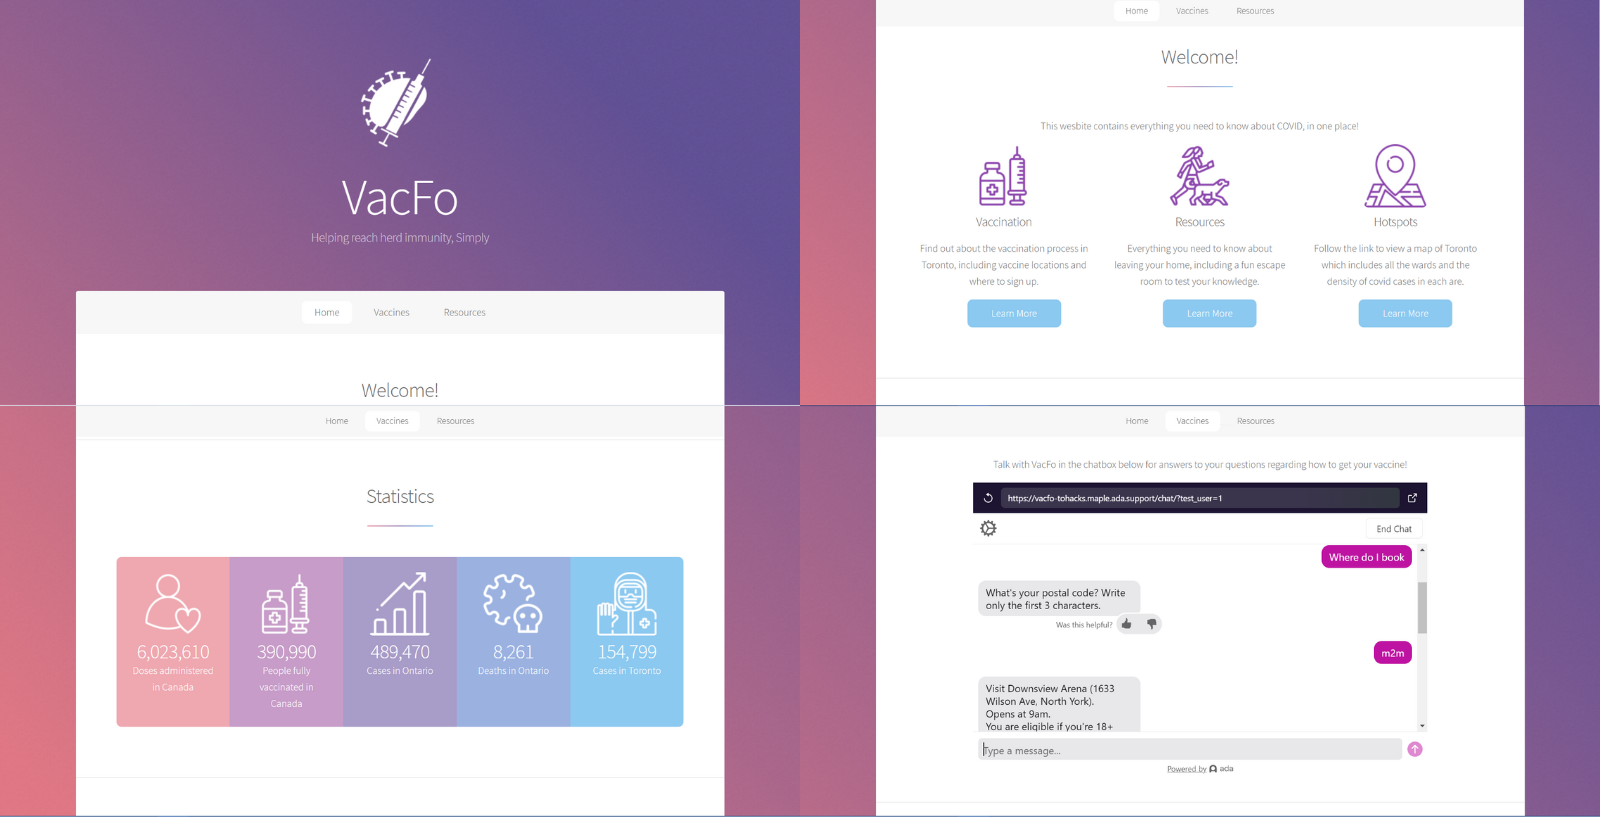 VacFo
Helping reach herd immunity, Simply
Home
Vaccines
Resources
Welcome!
Home
Vaccines
Resources
Welcome!
This wesbite contains everything you need to know about COVID, in one place!
Vaccination
Find out about the vaccination process in
Toronto, including vaccine locations and
where to sign up.
Learn More
Resources
Everything you need to know about
leaving your home, including a fun escape
room to test your knowledge.
Learn More
Hotspots
Follow the link to view a map of Toronto
which includes all the wards and the
density of covid cases in each are.
Learn More
Home
Vaccines
Resources
Statistics
6,023,610
Doses administered
in Canada
390,990
People fully
vaccinated in
Canada
489,470
Cases in Ontario
8,261
Deaths in Ontario
154,799
Cases in Toronto
Home
Vaccines
Resources
Talk with VacFo in the chatbox below for answers to your questions regarding how to get your vaccine!
https://vacfo-tohacks.maple.ada.support/chat/?test_user=1
End Chat
Where do I book
What's your postal code? Write
only the first 3 characters.
Was this helpful?
m2m
Visit Downsview Arena (1633
Wilson Ave, North York).
Opens at 9am.
You are eligible if you're 18+
Type a message...
Powered by ada